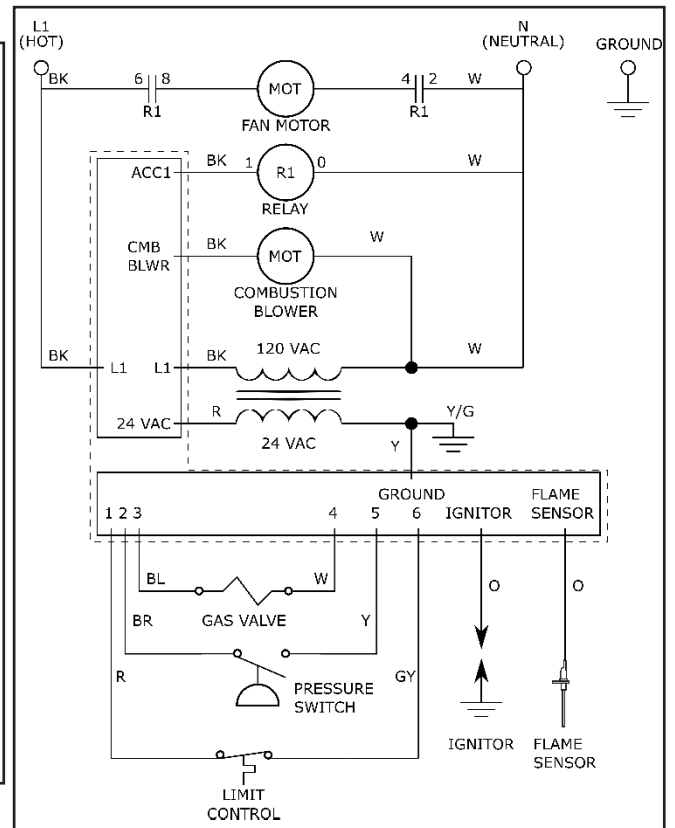 L1
(HOT)
N
(NEUTRAL)
GROUND
BK
6
8
R1
MOT
FAN MOTOR
4
2
R1
W
ACC1
BK
1
R1
0
RELAY
W
CMB
BLWR
BK
MOT
COMBUSTION
BLOWER
W
BK
L1
L1
BK
120 VAC
W
24 VAC
R
24 VAC
Y
Y/G
GROUND
IGNITOR
FLAME
SENSOR
1 2 3
4
5
6
BL
GAS VALVE
W
O
O
BR
Y
R
PRESSURE
SWITCH
GY
IGNITOR
FLAME
SENSOR
LIMIT
CONTROL